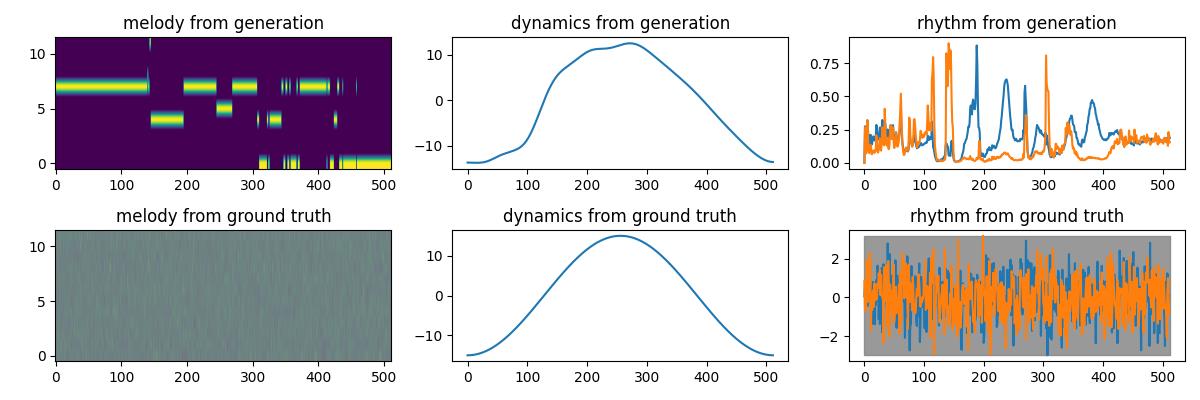 melody from generation
10
5
0
0 100 200 300 400 500
dynamics from generation
10
0
−10
0 100 200 300 400 500
rhythm from generation
0.75
0.50
0.25
0.00
0 100 200 300 400 500
melody from ground truth
10
5
0
0 100 200 300 400 500
dynamics from ground truth
10
0
−10
0 100 200 300 400 500
rhythm from ground truth
2
0
−2
0 100 200 300 400 500